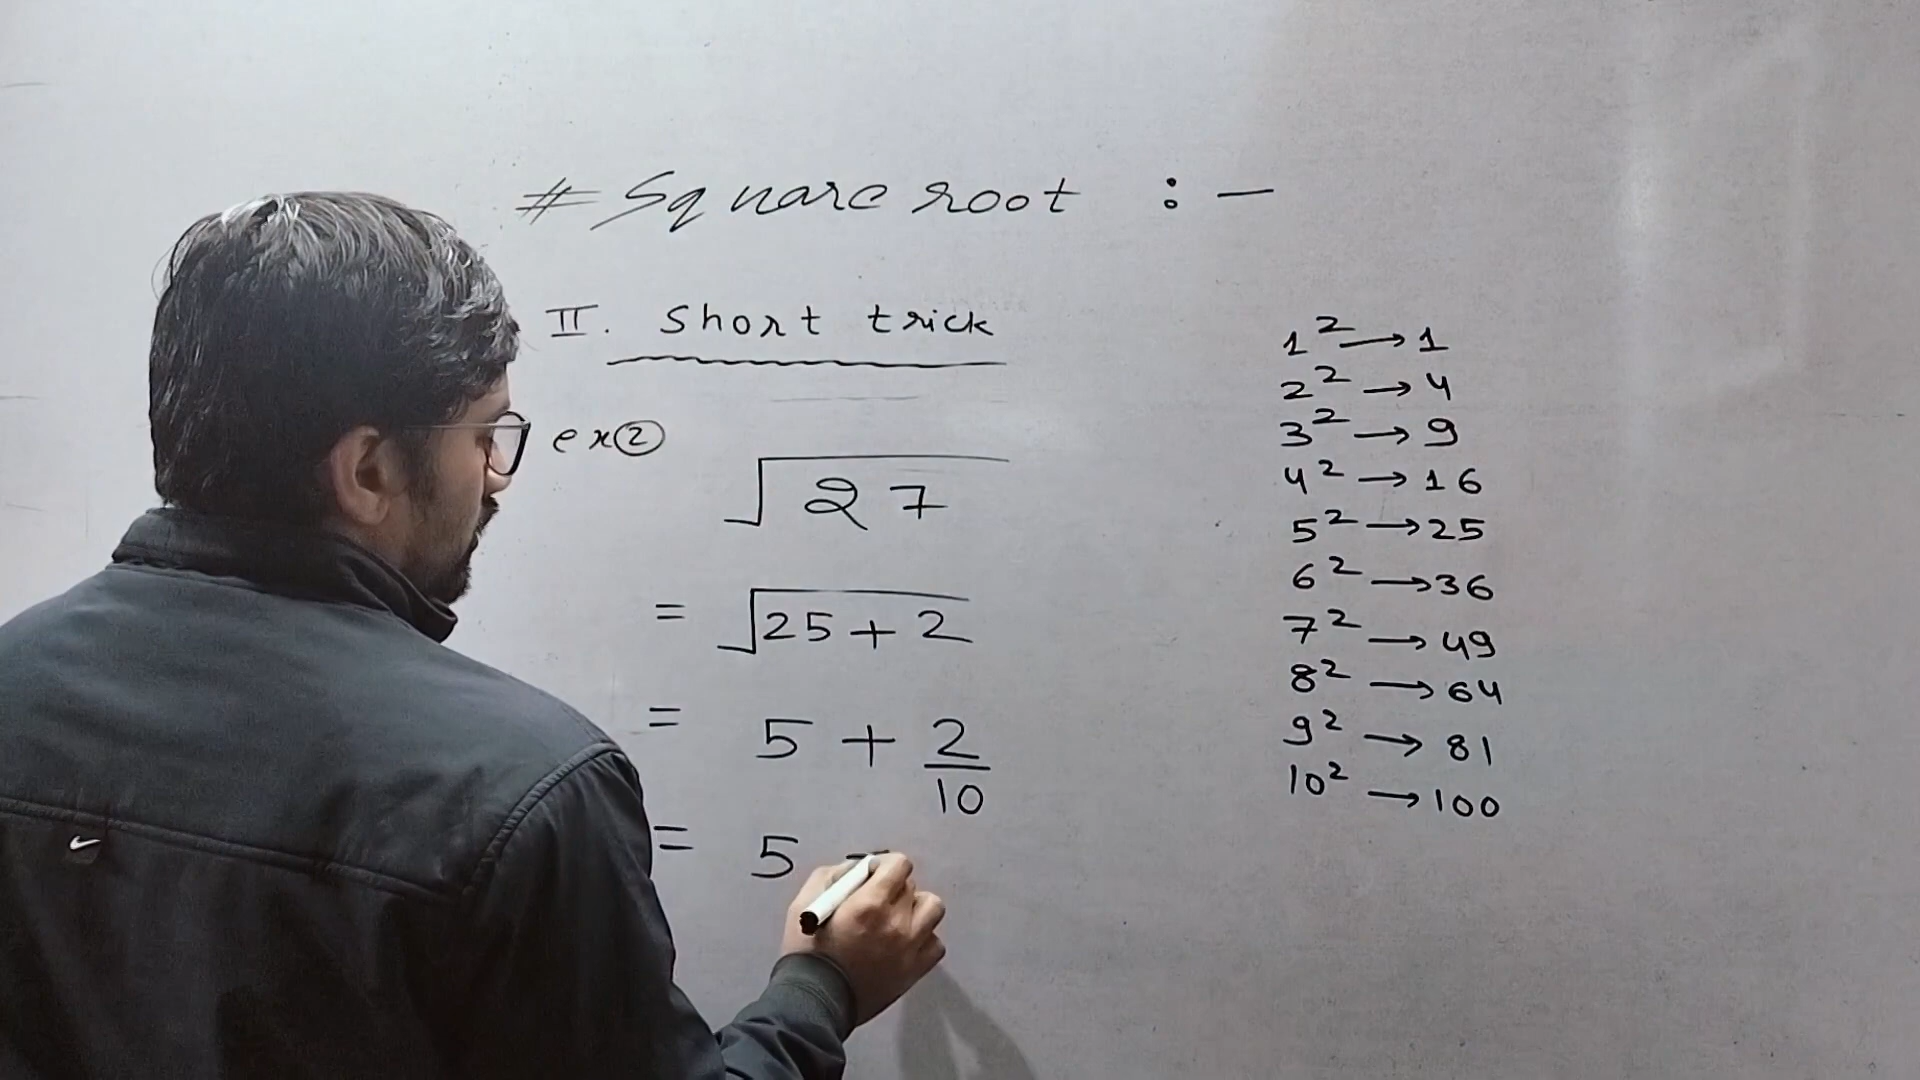 # Square root :-
II. Short trick
ex②
√27
= √25 + 2
= 5 + 2/10
= 5
1² → 1
2² → 4
3² → 9
4² → 16
5² → 25
6² → 36
7² → 49
8² → 64
9² → 81
10² → 100